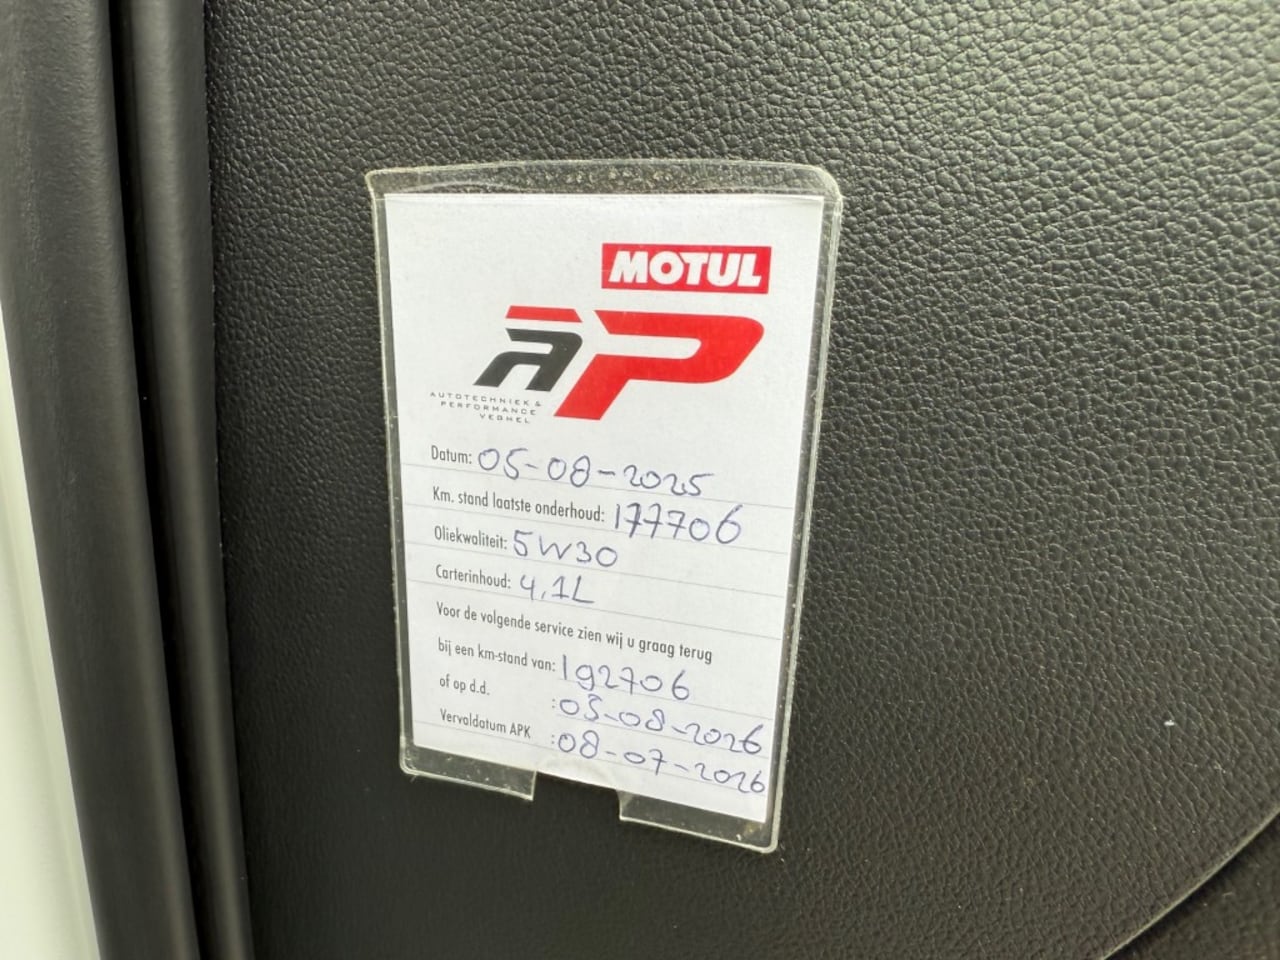 MOTUL
AP
AUTOTECHNIEK &
PERFORMANCE
VEGHEL
Datum: 05-08-2025
Km. stand laatste onderhoud: 177706
Oliekwaliteit: 5W30
Carterinhoud: 4,1L
Voor de volgende service zien wij u graag terug
bij een km-stand van: 192706
of op d.d. :05-08-2026
Vervaldatum APK :08-07-2026